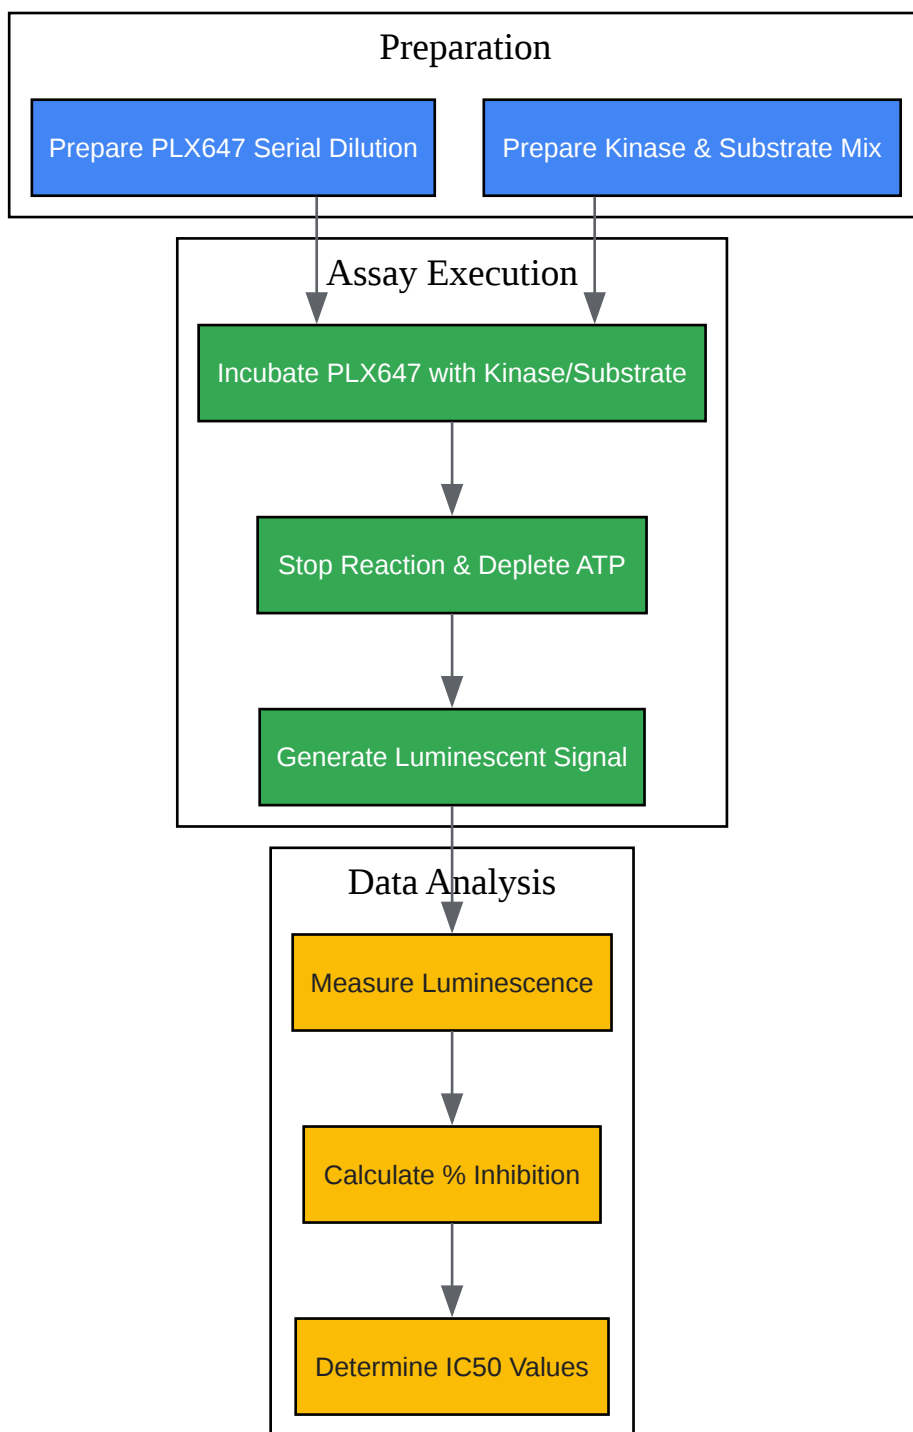 Preparation
Prepare PLX647 Serial Dilution
Prepare Kinase & Substrate Mix
Assay Execution
Incubate PLX647 with Kinase/Substrate
Stop Reaction & Deplete ATP
Generate Luminescent Signal
Data Analysis
Measure Luminescence
Calculate % Inhibition
Determine IC50 Values